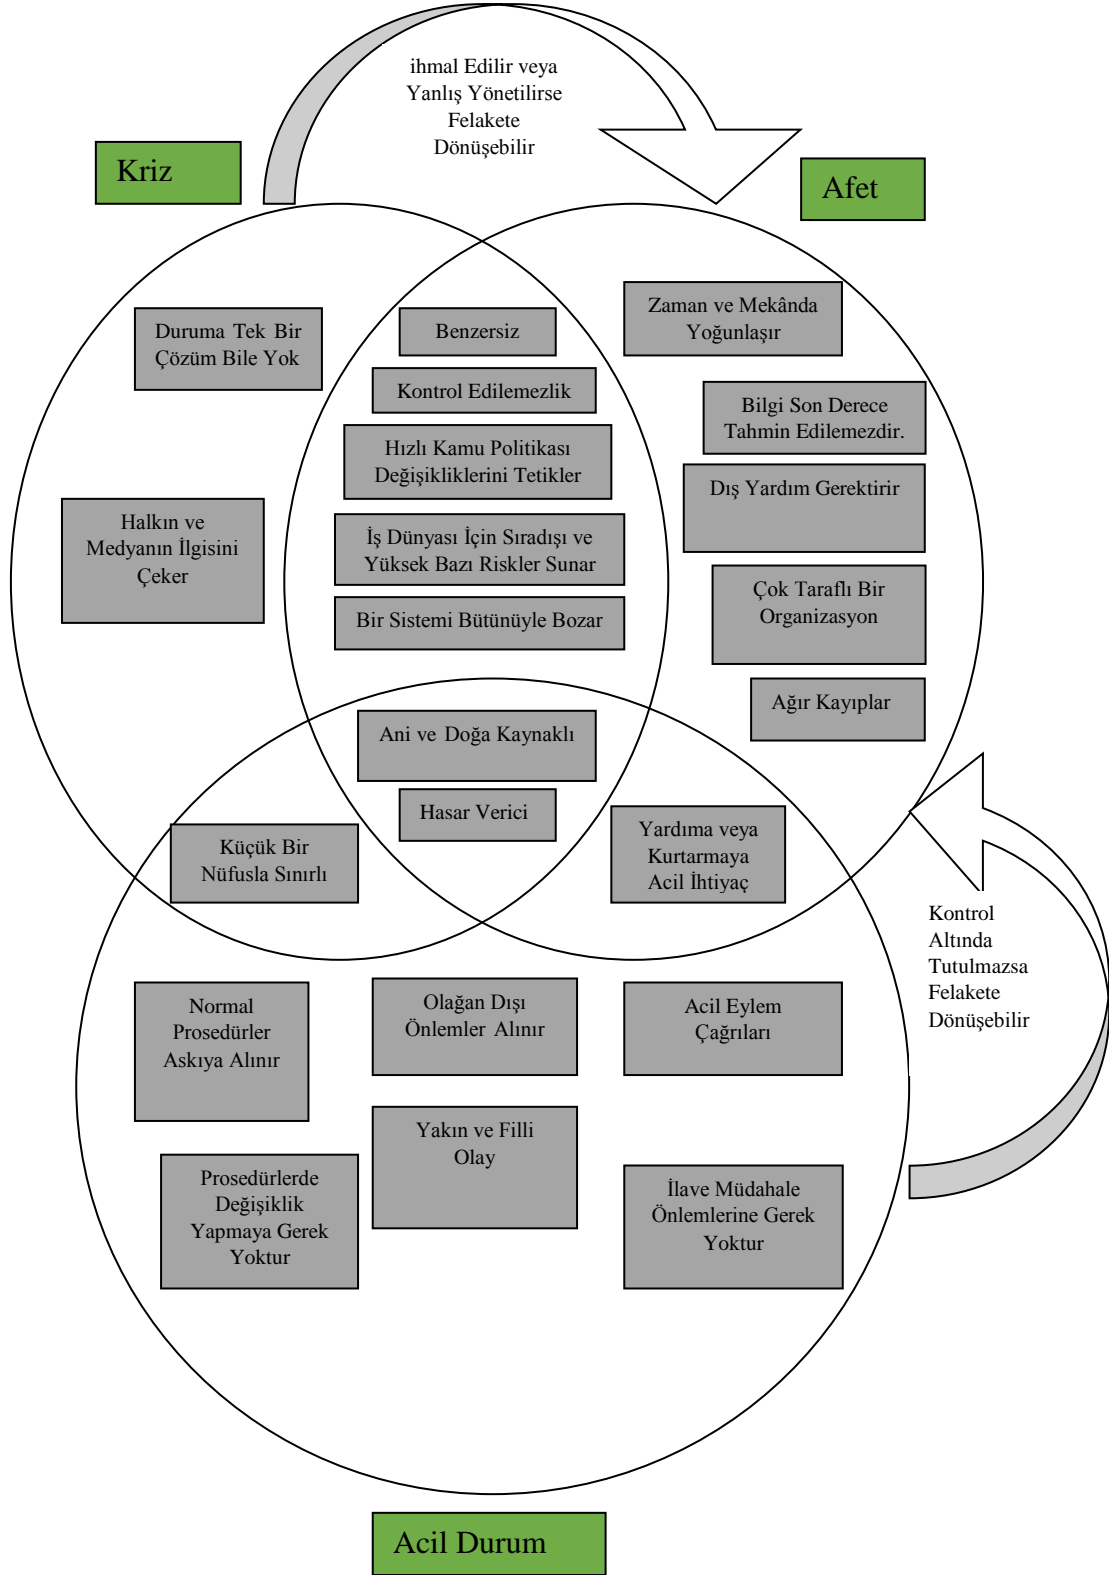 ihmal Edilir veya
Yanlış Yönetilirse
Felakete
Dönüşebilir
Kriz
Afet
Duruma Tek Bir
Çözüm Bile Yok
Halkın ve
Medyanın İlgisini
Çeker
Benzersiz
Kontrol Edilemezlik
Hızlı Kamu Politikası
Değişikliklerini Tetikler
İş Dünyası İçin Sıradışı ve
Yüksek Bazı Riskler Sunar
Bir Sistemi Bütünüyle Bozar
Zaman ve Mekânda
Yoğunlaşır
Bilgi Son Derece
Tahmin Edilemezdir.
Dış Yardım Gerektirir
Çok Taraflı Bir
Organizasyon
Ağır Kayıplar
Ani ve Doğa Kaynaklı
Hasar Verici
Küçük Bir
Nüfusla Sınırlı
Yardıma veya
Kurtarmaya
Acil İhtiyaç
Kontrol
Altında
Tutulmazsa
Felakete
Dönüşebilir
Normal
Prosedürler
Askıya Alınır
Olağan Dışı
Önlemler Alınır
Acil Eylem
Çağrıları
Yakın ve Filli
Olay
Prosedürlerde
Değişiklik
Yapmaya Gerek
Yoktur
İlave Müdahale
Önlemlerine Gerek
Yoktur
Acil Durum